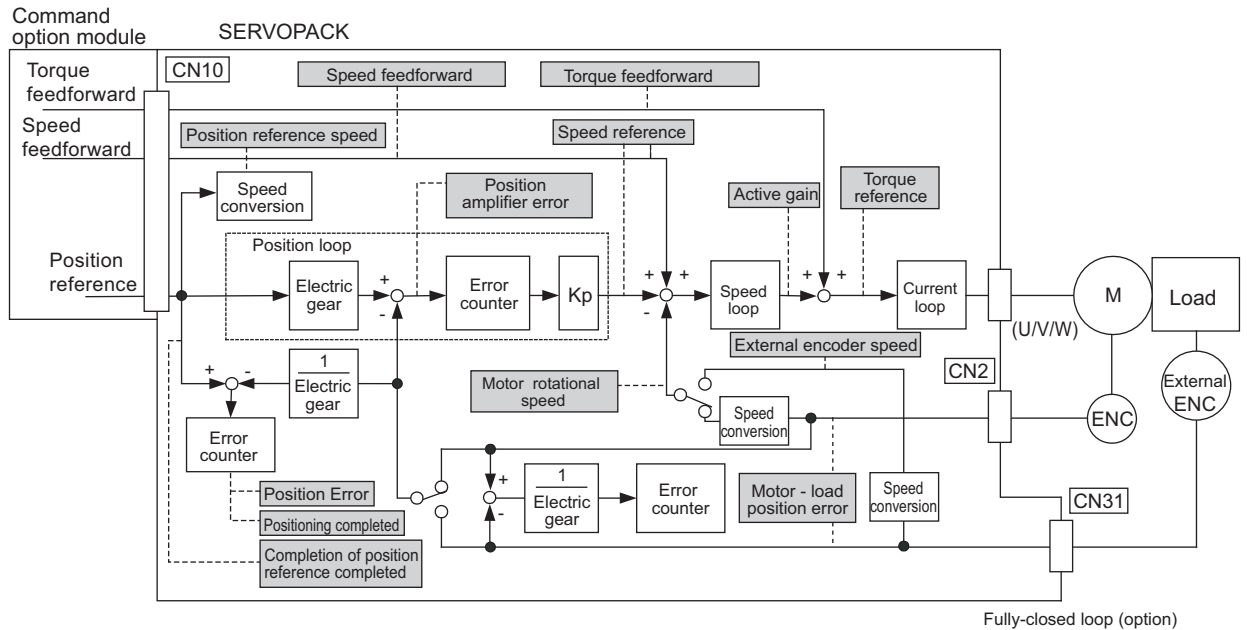 Command
option module
SERVOPACK
CN10
Torque
feedforward
Speed feedforward
Torque feedforward
Speed
feedforward
Position reference speed
Speed reference
Speed
conversion
Position
amplifier error
Active gain
Torque
reference
Position loop
Position
reference
Electric
gear
+
-
Error
counter
Kp
+
+
-
Speed
loop
+
+
Current
loop
M
Load
(U/V/W)
External encoder speed
CN2
+
-
1
Electric
gear
Motor rotational
speed
External
ENC
Speed
conversion
ENC
Error
counter
Position Error
Positioning completed
Completion of position
reference completed
+
-
1
Electric
gear
Error
counter
Motor - load
position error
Speed
conversion
CN31
Fully-closed loop (option)